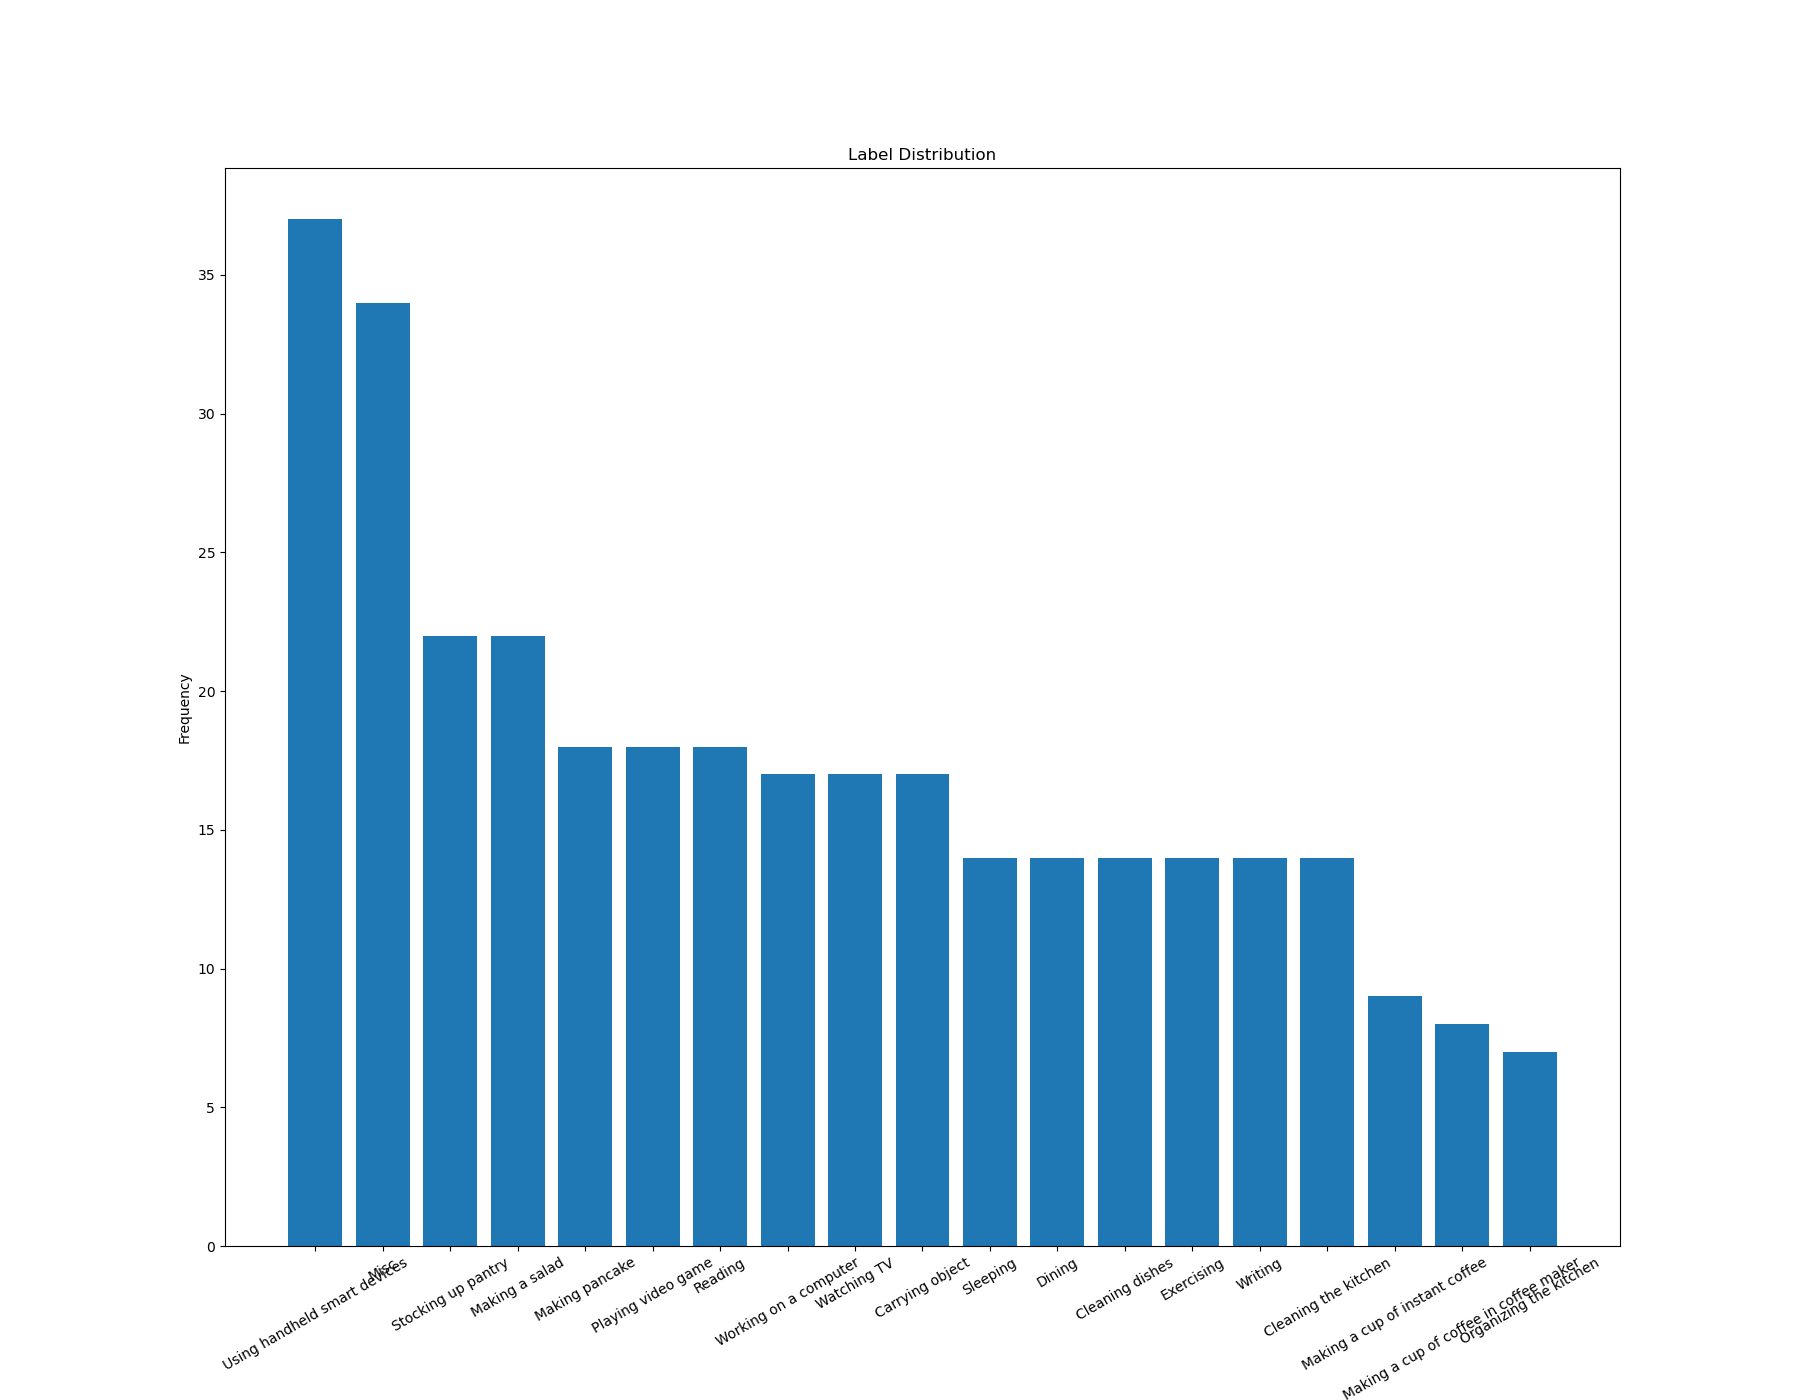 Label Distribution
Frequency
35
30
25
20
15
10
5
0
Using handheld smart devices
Misc
Stocking up pantry
Making a salad
Making pancake
Playing video game
Reading
Working on a computer
Watching TV
Carrying object
Sleeping
Dining
Cleaning dishes
Exercising
Writing
Cleaning the kitchen
Making a cup of instant coffee
Making a cup of coffee in coffee maker
Organizing the kitchen